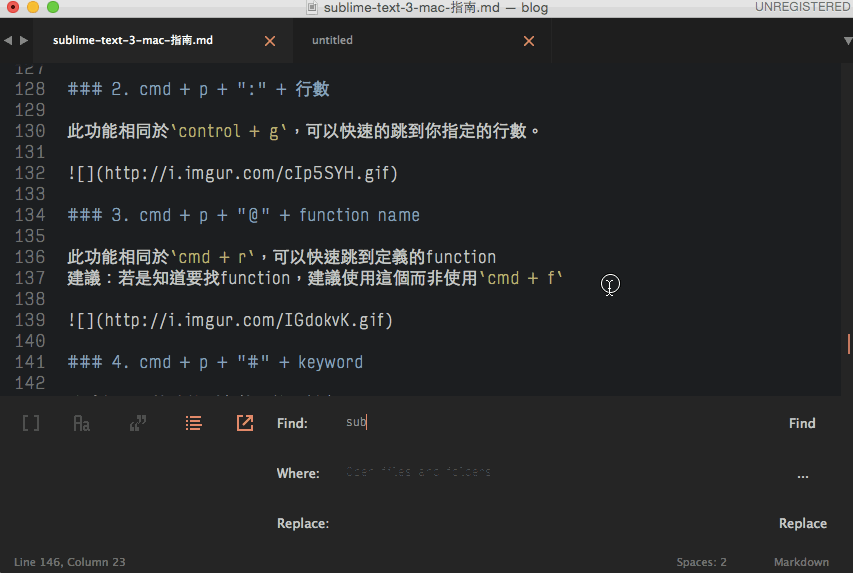 sublime-text-3-mac-指南.md — blog
UNREGISTERED
sublime-text-3-mac-指南.md
untitled
127
128 ### 2. cmd + p + ":" + 行數
129
130 此功能相同於`control + g`，可以快速的跳到你指定的行數。
131
132 ![](http://i.imgur.com/cIp5SYH.gif)
133
134 ### 3. cmd + p + "@" + function name
135
136 此功能相同於`cmd + r`，可以快速跳到定義的function
137 建議：若是知道要找function，建議使用這個而非使用`cmd + f`
138
139 ![](http://i.imgur.com/IGdokvK.gif)
140
141 ### 4. cmd + p + "#" + keyword
142
Aa
Find: sub
Find
Where: Open files and folders
...
Replace:
Replace
Line 146, Column 23
Spaces: 2
Markdown